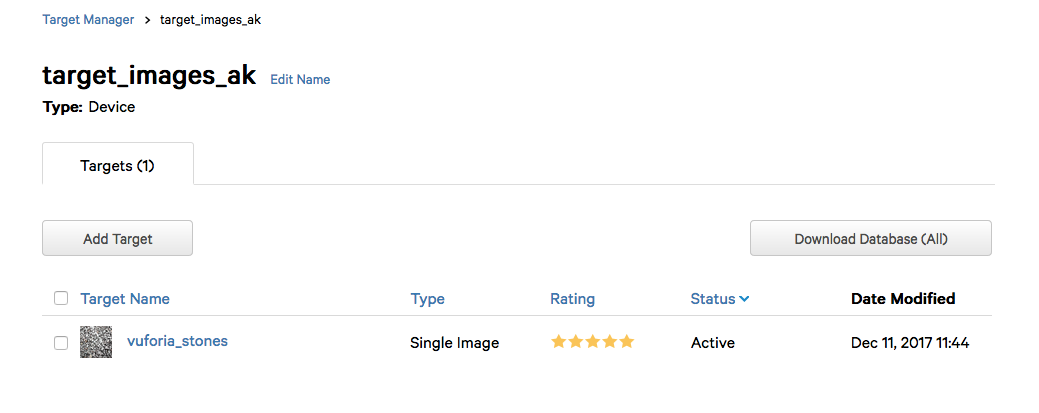 Target Manager > target_images_ak
target_images_ak Edit Name
Type: Device
Targets (1)
Add Target Download Database (All)
Target Name Type Rating Status Date Modified
vuforia_stones Single Image Active Dec 11, 2017 11:44